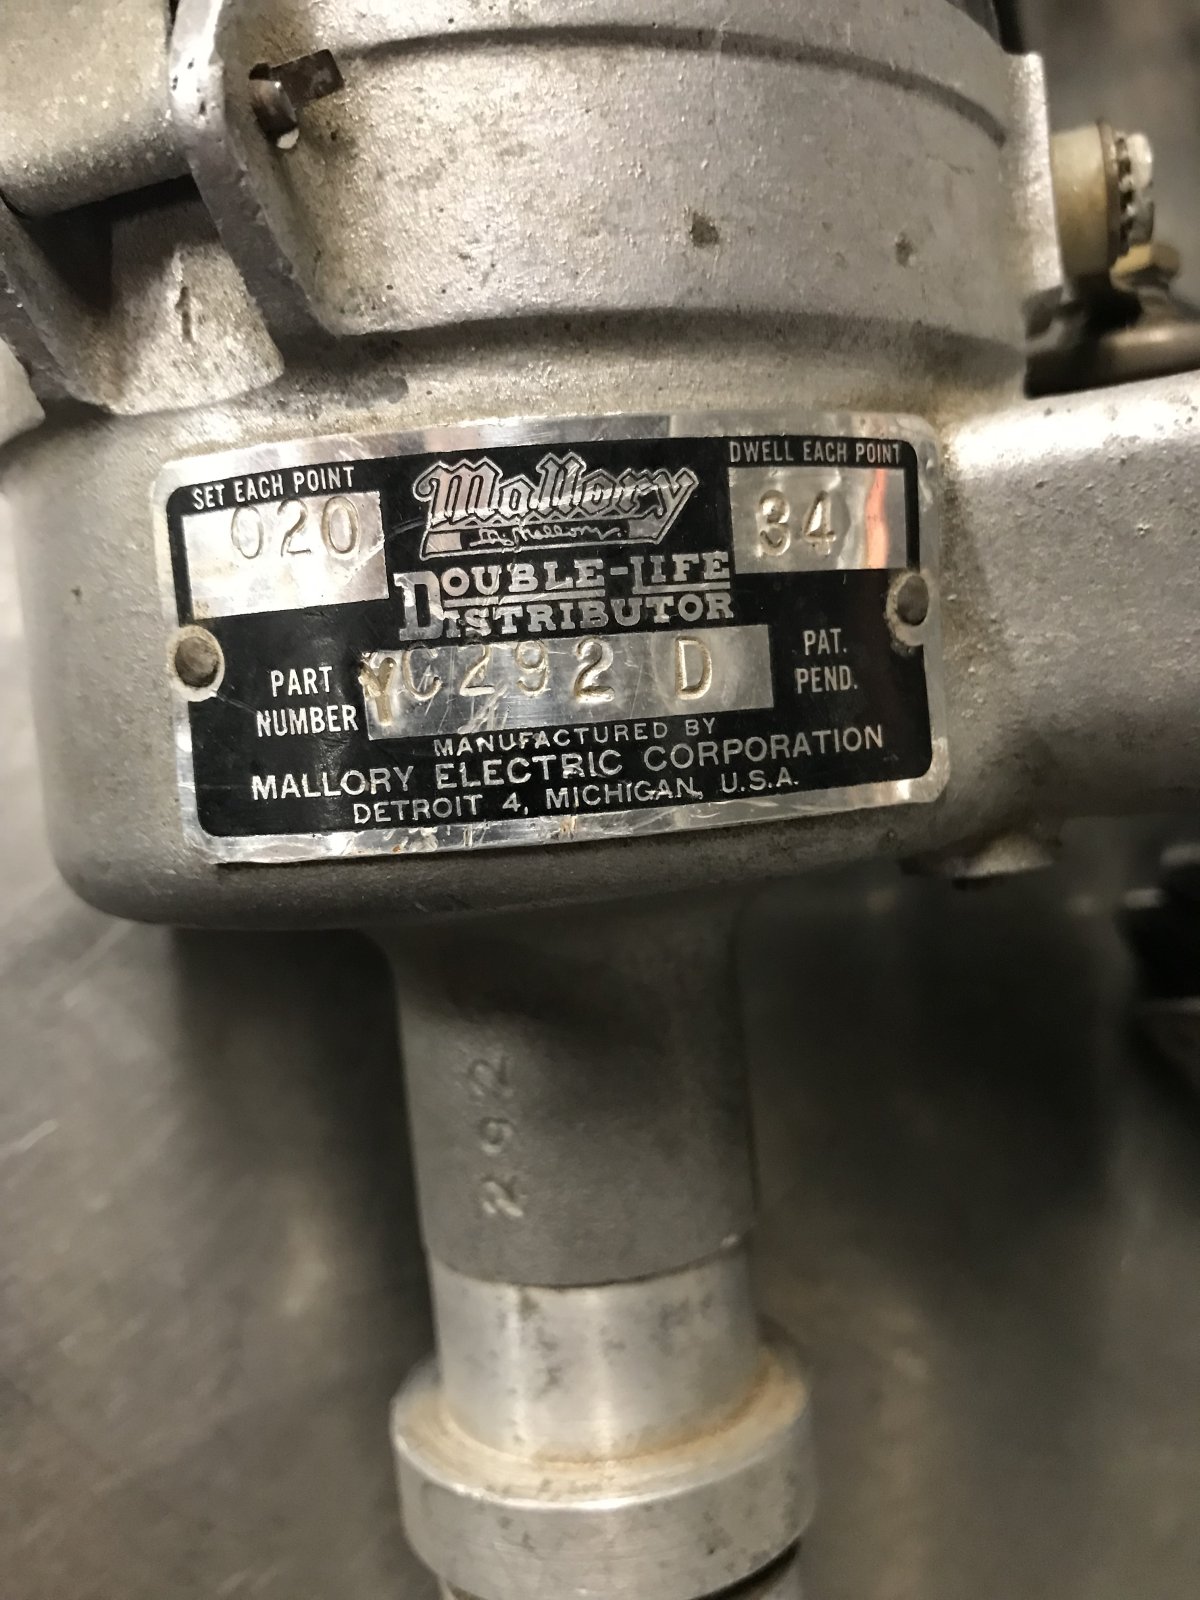 1
SET EACH POINT
020
Mallory
DWELL EACH POINT
34
DOUBLE-LIFE
DISTRIBUTOR
PART NUMBER
YC292 D
PAT. PEND.
MANUFACTURED BY
MALLORY ELECTRIC CORPORATION
DETROIT 4, MICHIGAN, U.S.A.
292